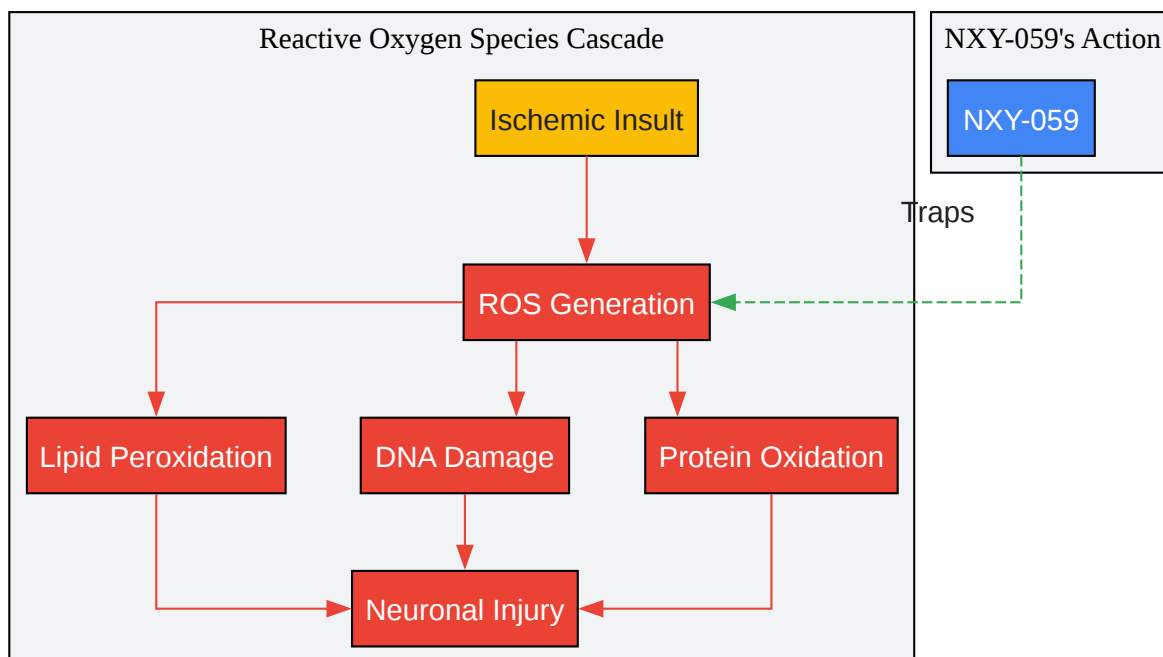 Reactive Oxygen Species Cascade
NXY-059's Action
Ischemic Insult
NXY-059
Traps
ROS Generation
Lipid Peroxidation
DNA Damage
Protein Oxidation
Neuronal Injury